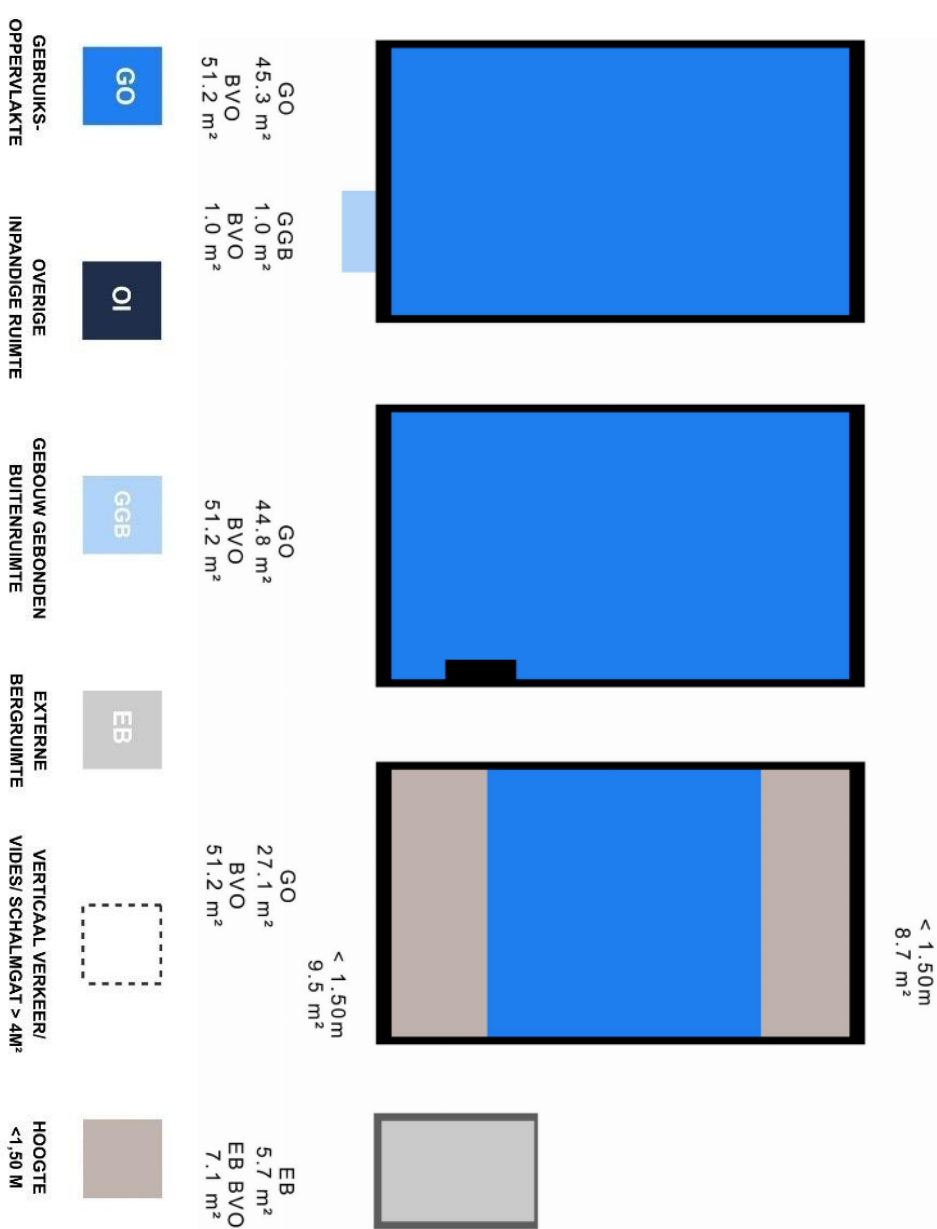 < 1.50m
8.7 m²
< 1.50m
9.5 m²
GO
45.3 m²
BVO
51.2 m²
GGB
1.0 m²
BVO
1.0 m²
GO
44.8 m²
BVO
51.2 m²
GO
27.1 m²
BVO
51.2 m²
EB
5.7 m²
EB BVO
7.1 m²
GO
OI
GGB
EB
GEBRUIKS-
OPPERVLAKTE
OVERIGE
INPANDIGE RUIMTE
GEBOUW GEBONDEN
BUITENRUIMTE
EXTERNE
BERGRUIMTE
VERTICAAL VERKEER/
VIDES/ SCHALMGAT > 4M²
HOOGTE
<1,50 M